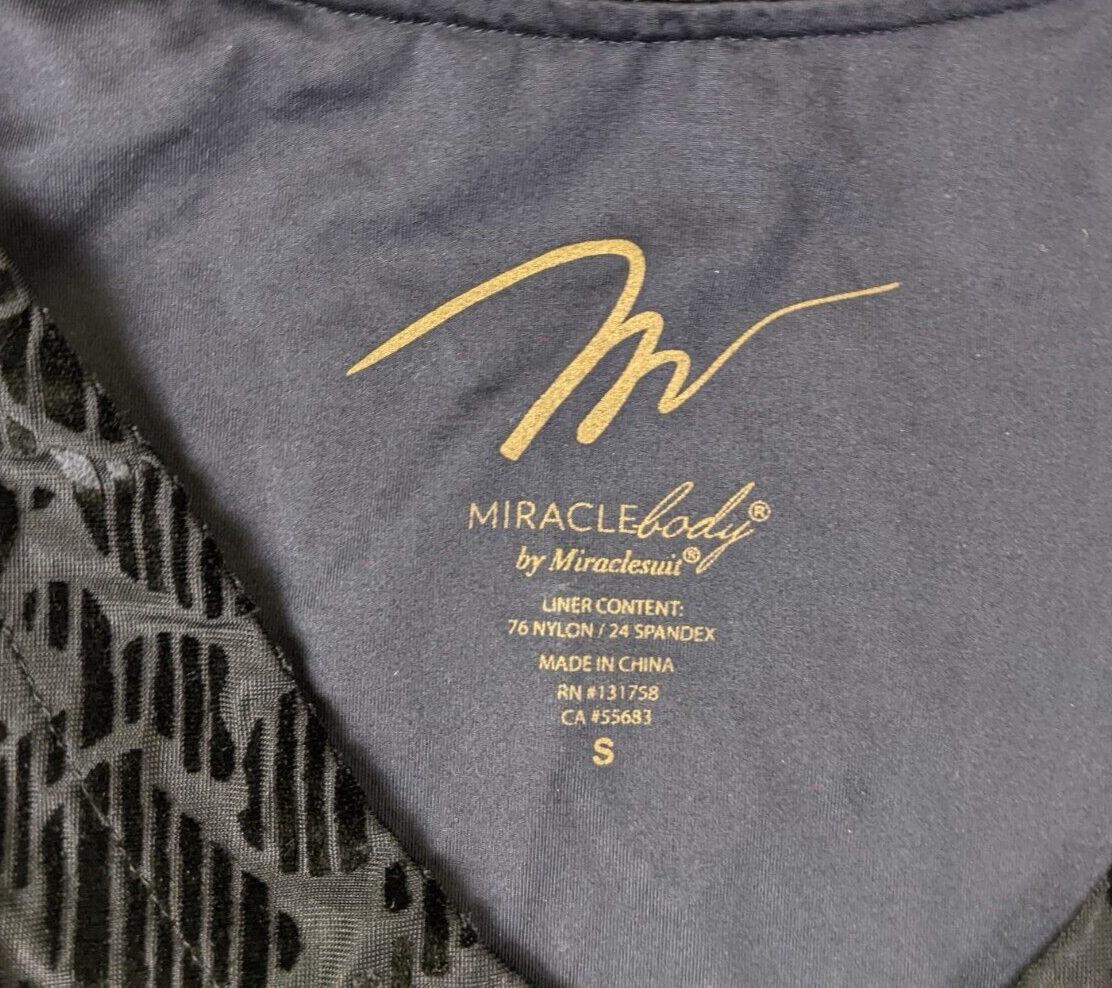 MIRACLEbody®
by Miraclesuit®
LINER CONTENT:
76 NYLON / 24 SPANDEX
MADE IN CHINA
RN #131758
CA #55683
S